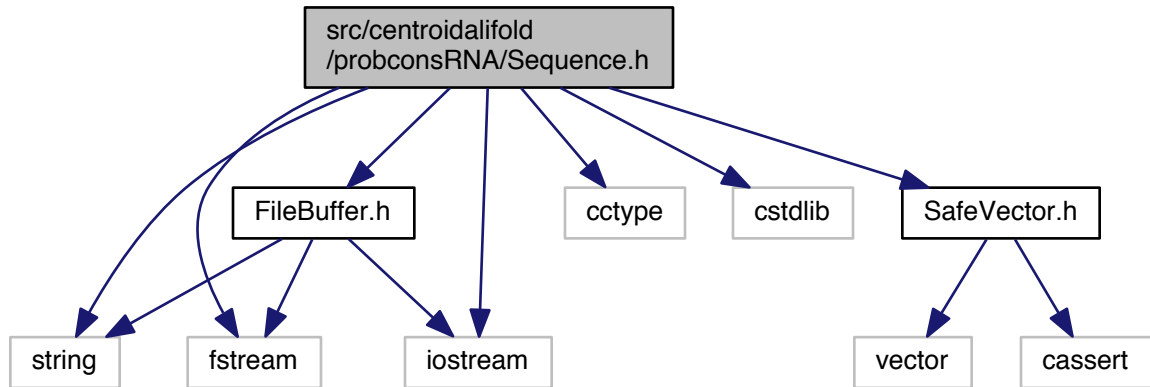 src/centroidalifold
/probconsRNA/Sequence.h
FileBuffer.h
cctype
cstdlib
SafeVector.h
string
fstream
iostream
vector
cassert